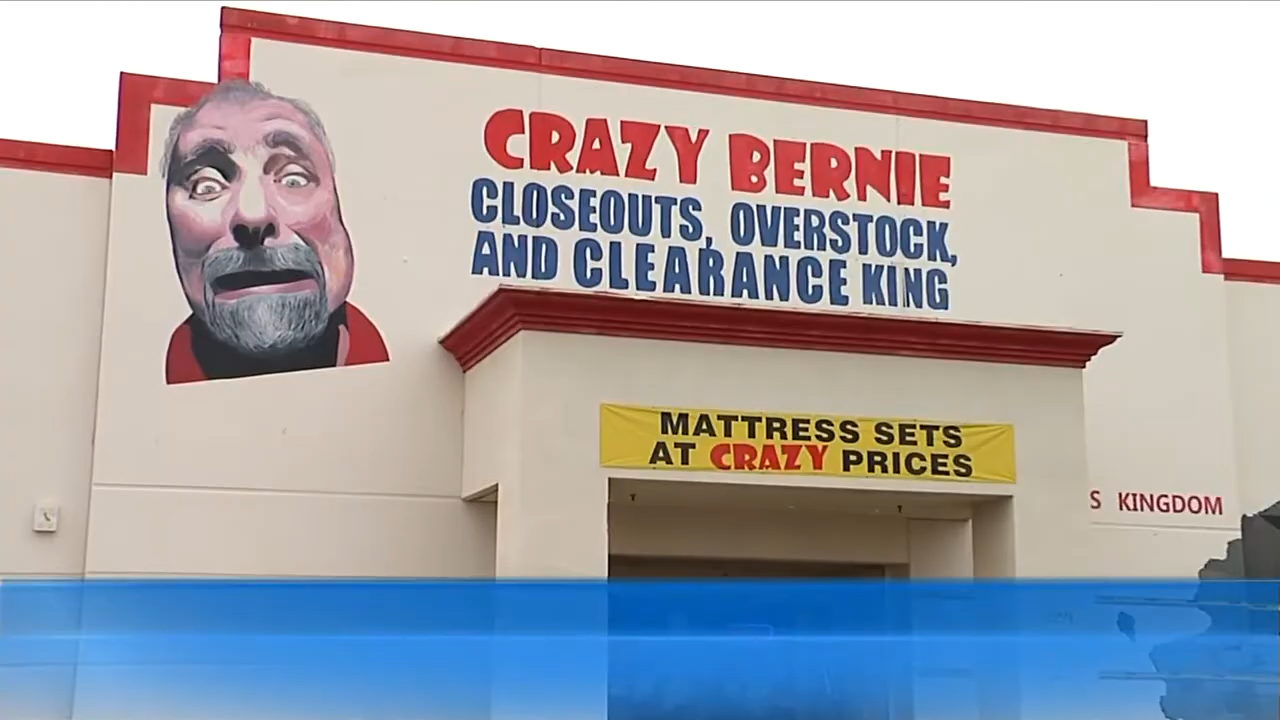 CRAZY BERNIE
CLOSEOUTS, OVERSTOCK,
AND CLEARANCE KING
MATTRESS SETS
AT CRAZY PRICES
S KINGDOM